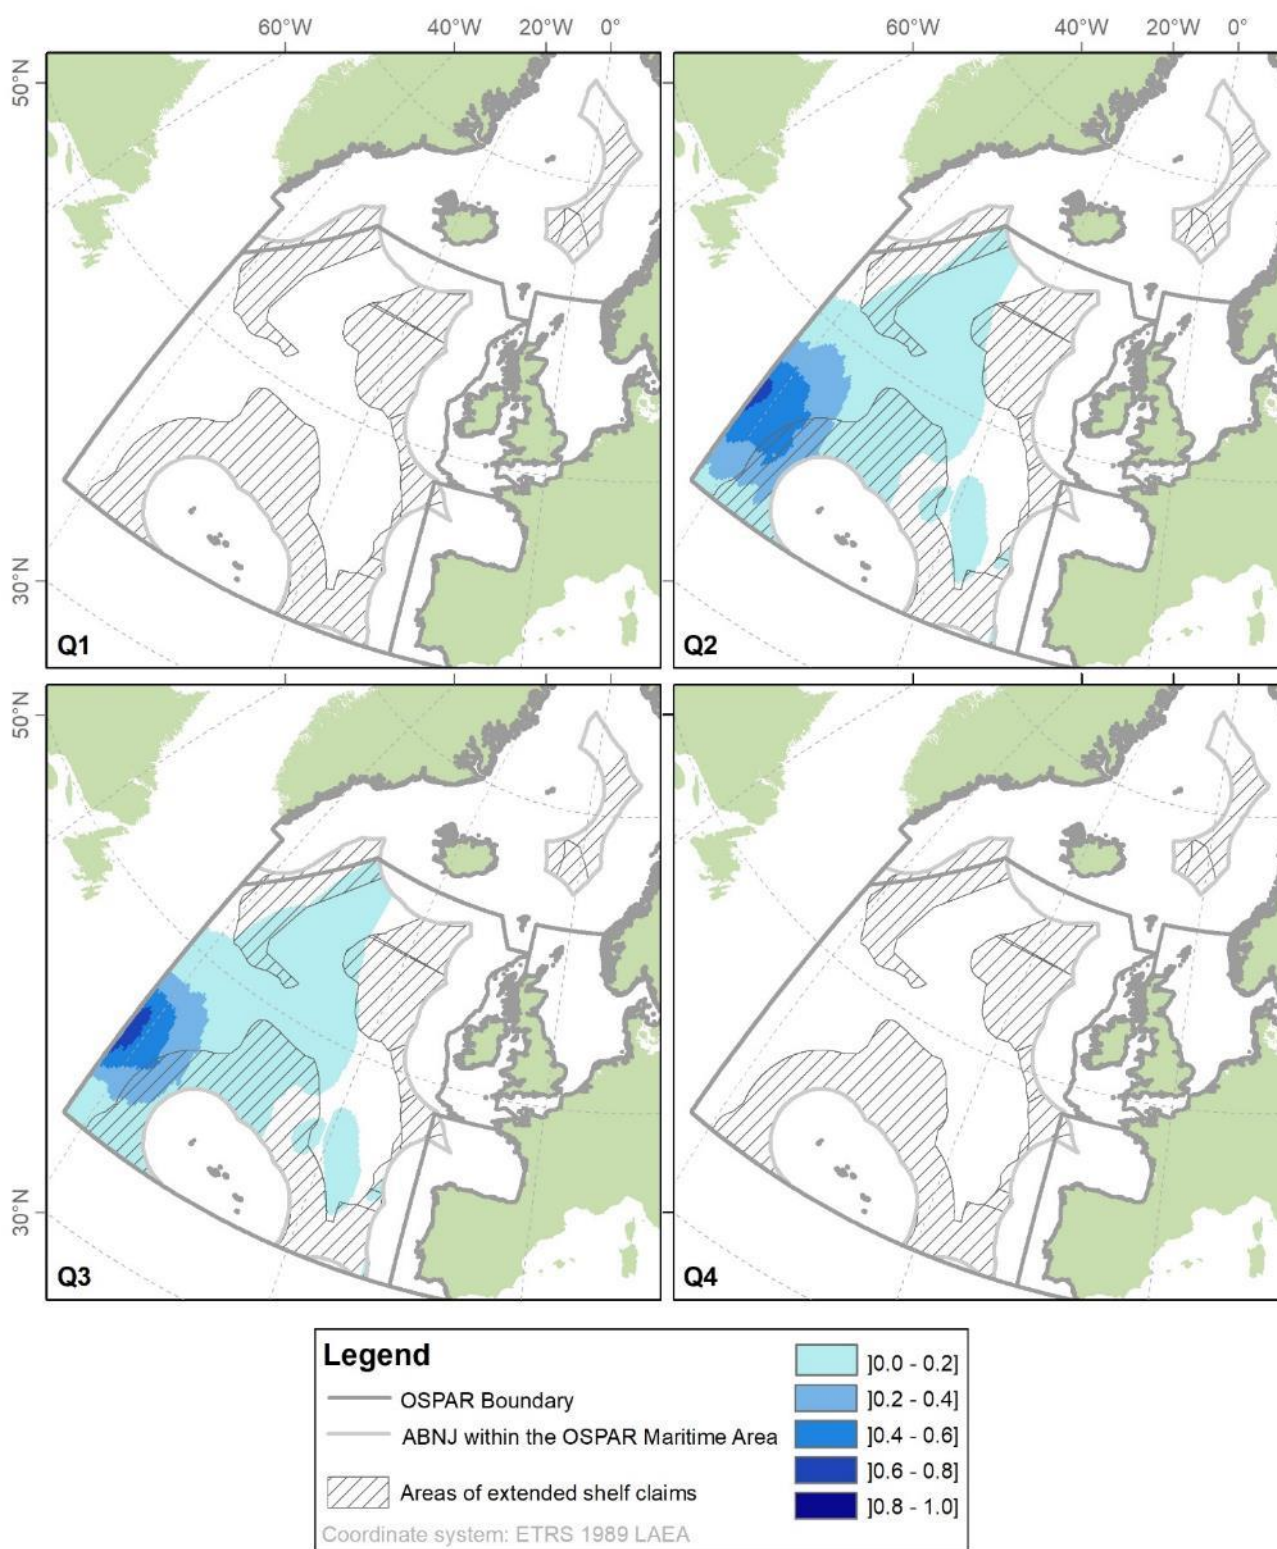 60°W 40°W 20°W 0° 60°W 40°W 20°W 0°
50°N
30°N
Q1 Q2
50°N
30°N
Q3 Q4
Legend
OSPAR Boundary
ABNJ within the OSPAR Maritime Area
Areas of extended shelf claims
Coordinate system: ETRS 1989 LAEA
]0.0 - 0.2]
]0.2 - 0.4]
]0.4 - 0.6]
]0.6 - 0.8]
]0.8 - 1.0]